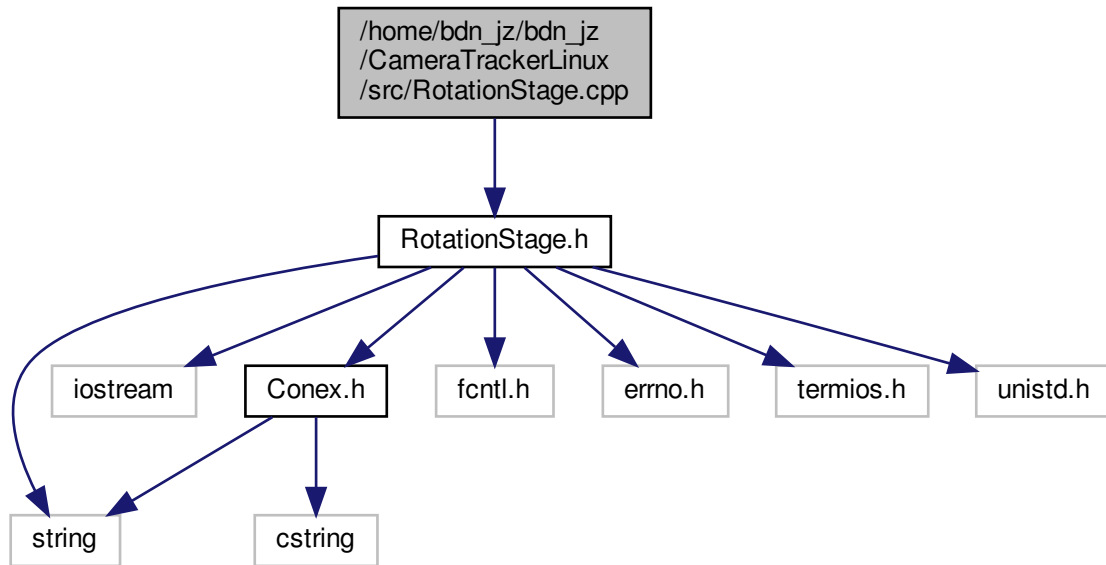 /home/bdn_jz/bdn_jz
/CameraTrackerLinux
/src/RotationStage.cpp
RotationStage.h
iostream
Conex.h
fcntl.h
errno.h
termios.h
unistd.h
string
cstring